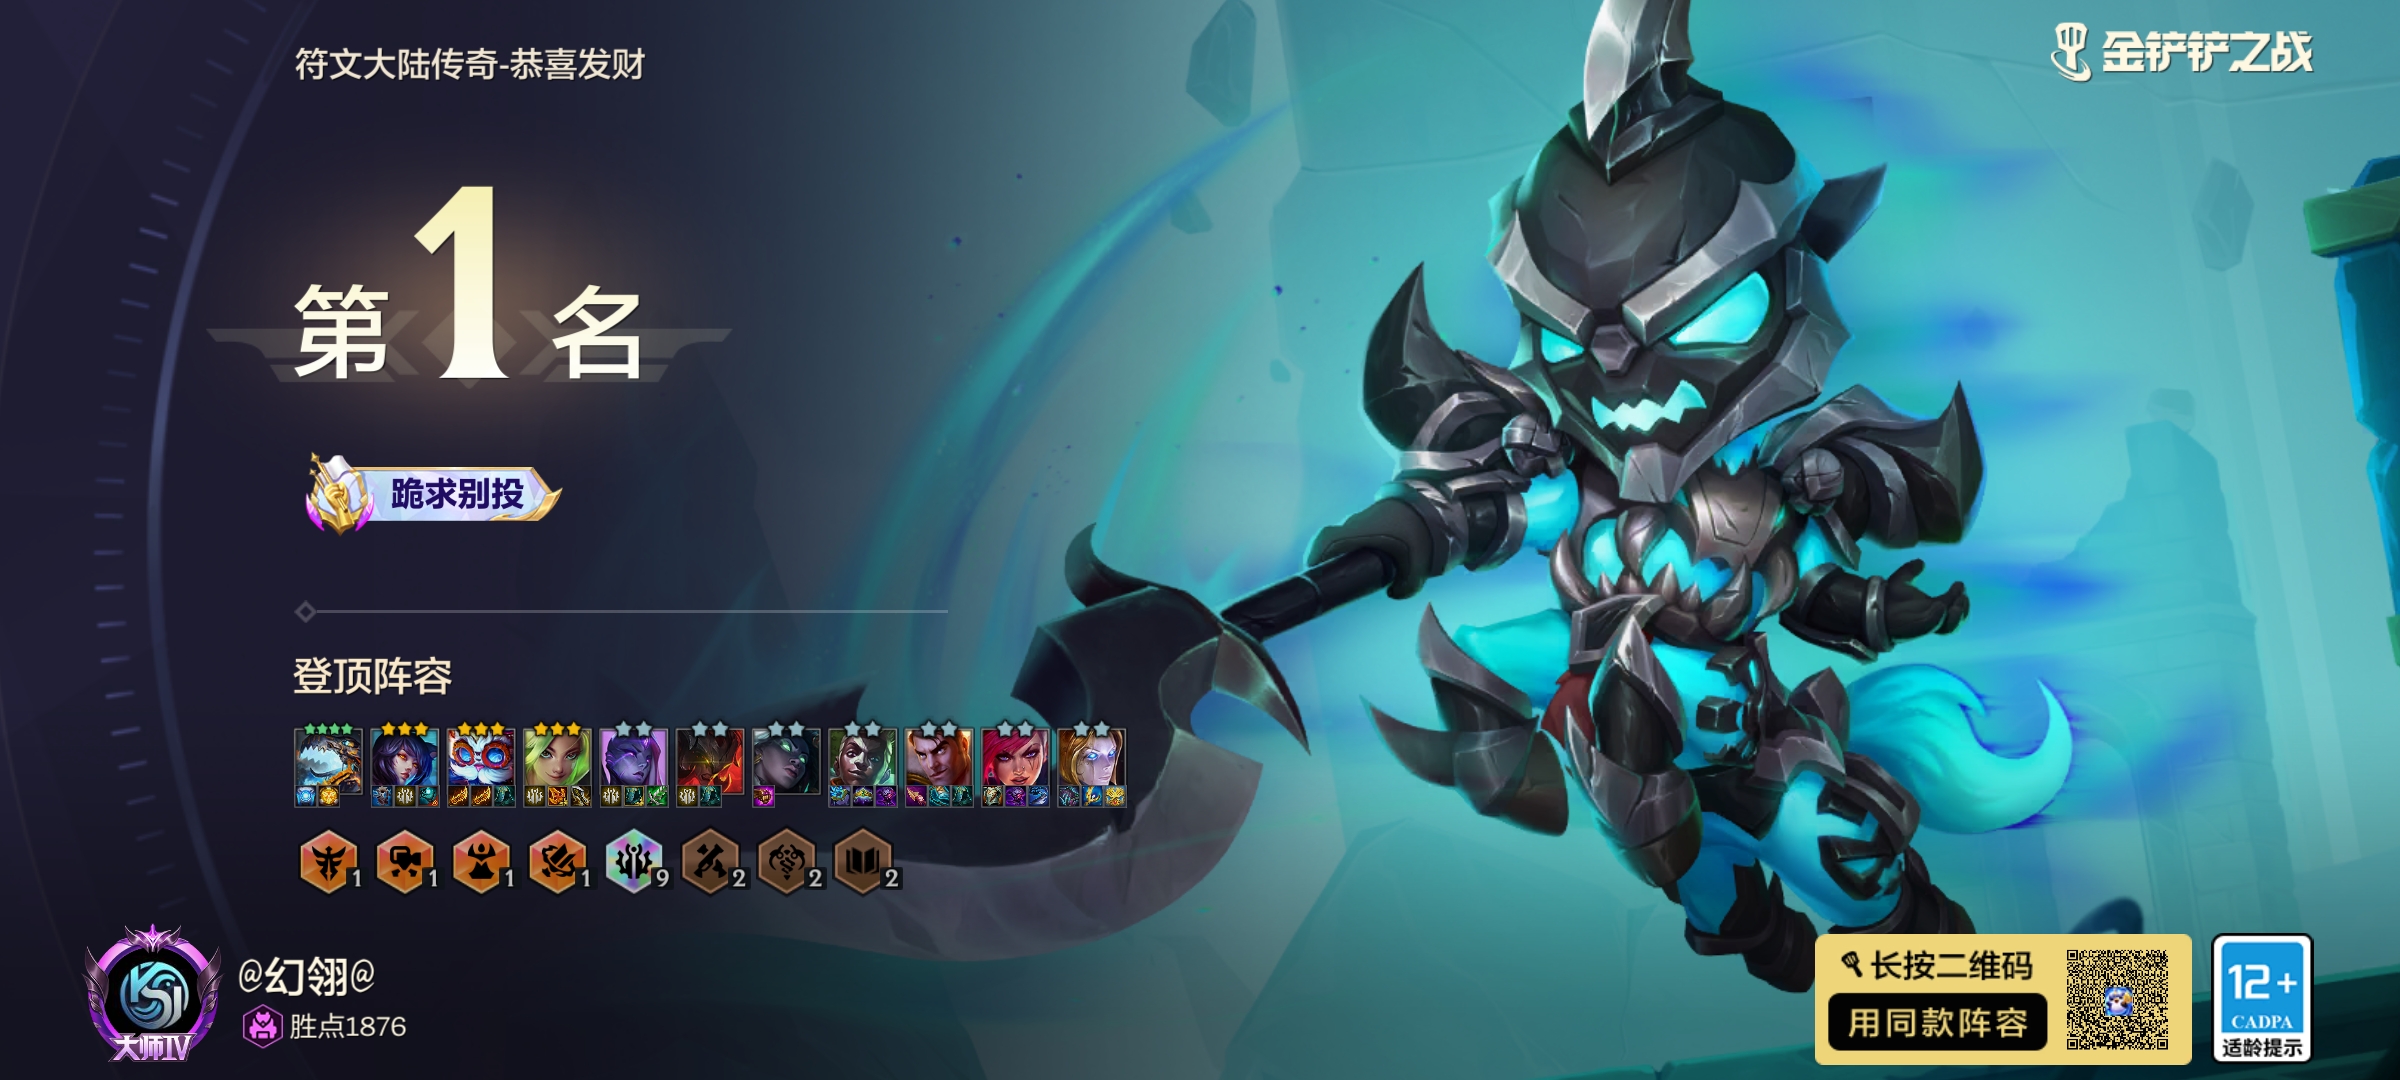 符文大陆传奇-恭喜发财
金铲铲之战
第1名
跪求别投
登顶阵容
1
1
1
1
9
2
2
2
@幻翎@
胜点1876
大师IV
长按二维码
用同款阵容
12+
CADPA
适龄提示